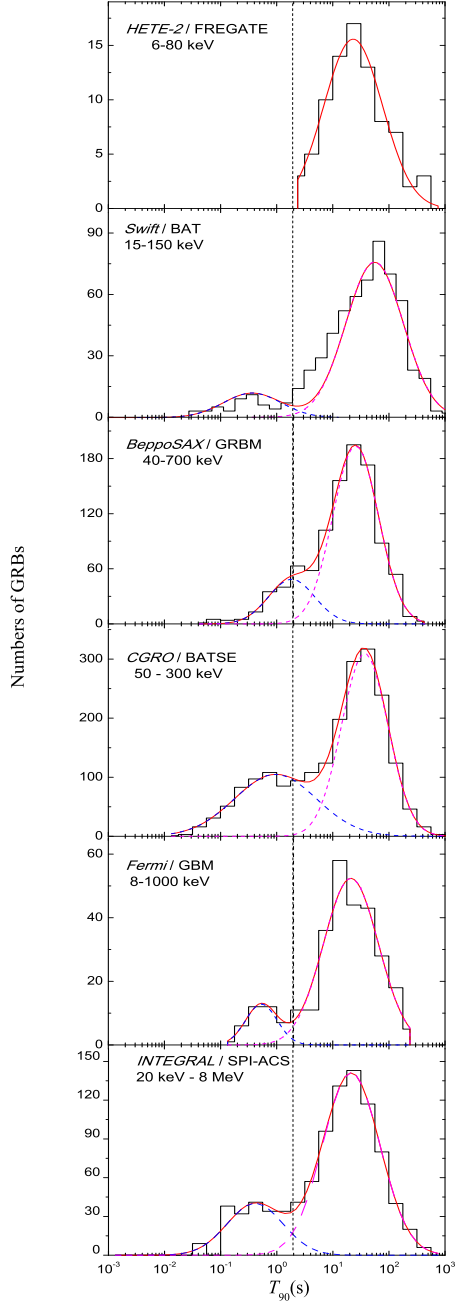 HETE-2 / FREGATE
6-80 keV
15
10
5
0
Swift / BAT
15-150 keV
90
60
30
0
BeppoSAX / GRBM
40-700 keV
180
120
60
0
Numbers of GRBs
CGRO / BATSE
50 - 300 keV
300
200
100
0
Fermi / GBM
8-1000 keV
60
40
20
0
INTEGRAL / SPI-ACS
20 keV - 8 MeV
150
120
90
60
30
0
10⁻³ 10⁻² 10⁻¹ 10⁰ 10¹ 10² 10³
T₉₀(s)